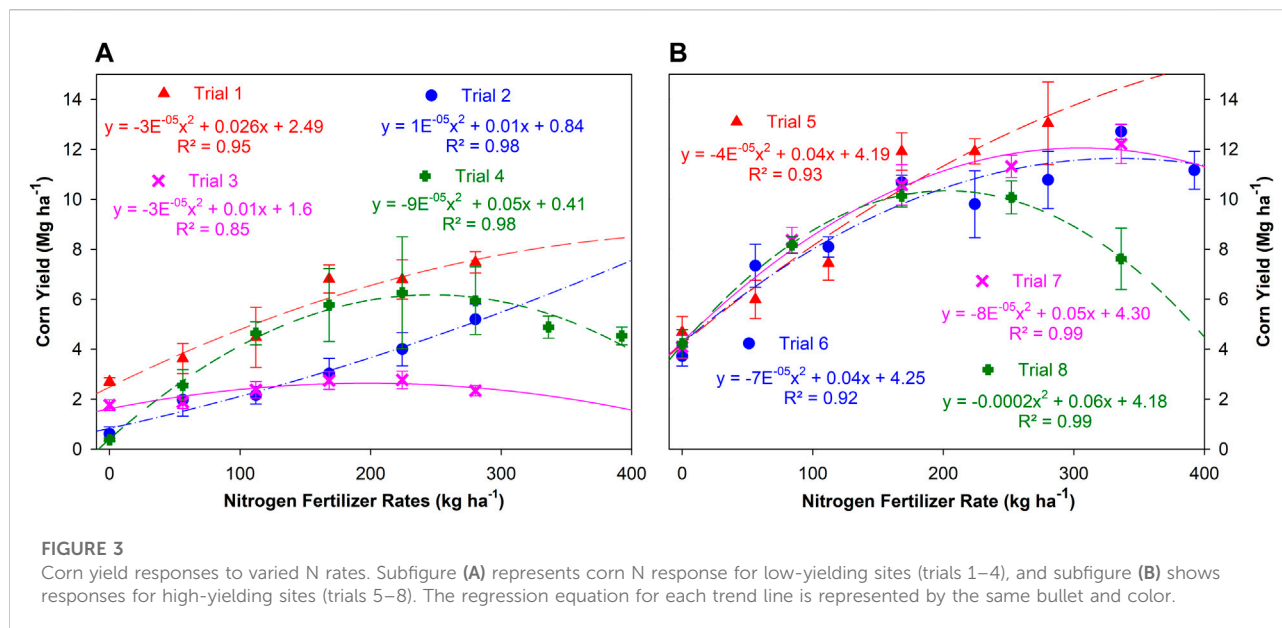 A
B
Trial 1
y = -3E⁻⁰⁵x² + 0.026x + 2.49
R² = 0.95
Trial 2
y = 1E⁻⁰⁵x² + 0.01x + 0.84
R² = 0.98
Trial 3
y = -3E⁻⁰⁵x² + 0.01x + 1.6
R² = 0.85
Trial 4
y = -9E⁻⁰⁵x² + 0.05x + 0.41
R² = 0.98
Corn Yield (Mg ha⁻¹)
14
12
10
8
6
4
2
0
0
100
200
300
400
Nitrogen Fertilizer Rates (kg ha⁻¹)
Trial 5
y = -4E⁻⁰⁵x² + 0.04x + 4.19
R² = 0.93
Trial 6
y = -7E⁻⁰⁵x² + 0.04x + 4.25
R² = 0.92
Trial 7
y = -8E⁻⁰⁵x² + 0.05x + 4.30
R² = 0.99
Trial 8
y = -0.0002x² + 0.06x + 4.18
R² = 0.99
0
100
200
300
400
Nitrogen Fertilizer Rate (kg ha⁻¹)
14
12
10
8
6
4
2
0
Corn Yield (Mg ha⁻¹)
FIGURE 3
Corn yield responses to varied N rates. Subfigure (A) represents corn N response for low-yielding sites (trials 1–4), and subfigure (B) shows
responses for high-yielding sites (trials 5–8). The regression equation for each trend line is represented by the same bullet and color.